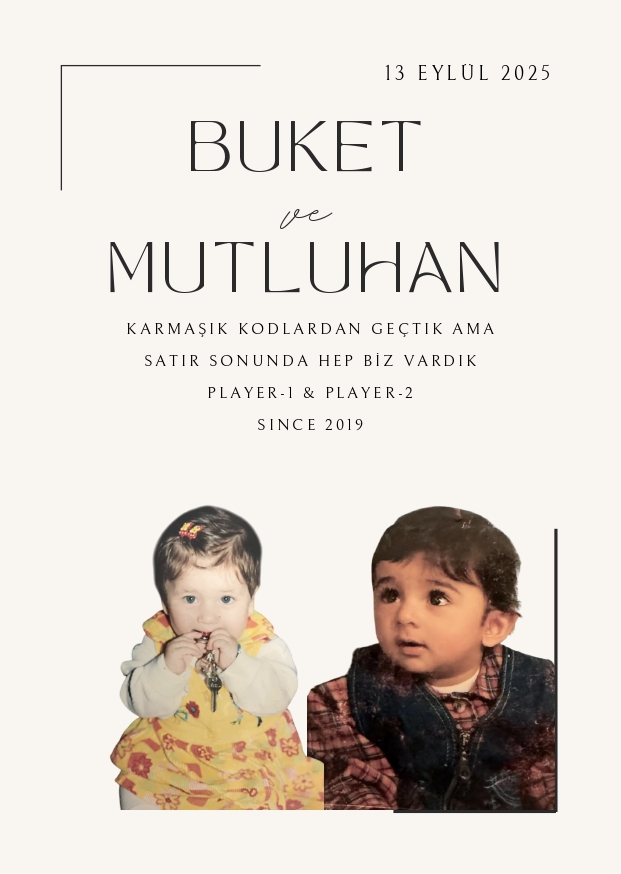 13 EYLÜL 2025
BUKET
ve
MUTLUHAN
KARMAŞIK KODLARDAN GEÇTIK AMA
SATIR SONUNDA HEP BİZ VARDIK
PLAYER-1 & PLAYER-2
SINCE 2019